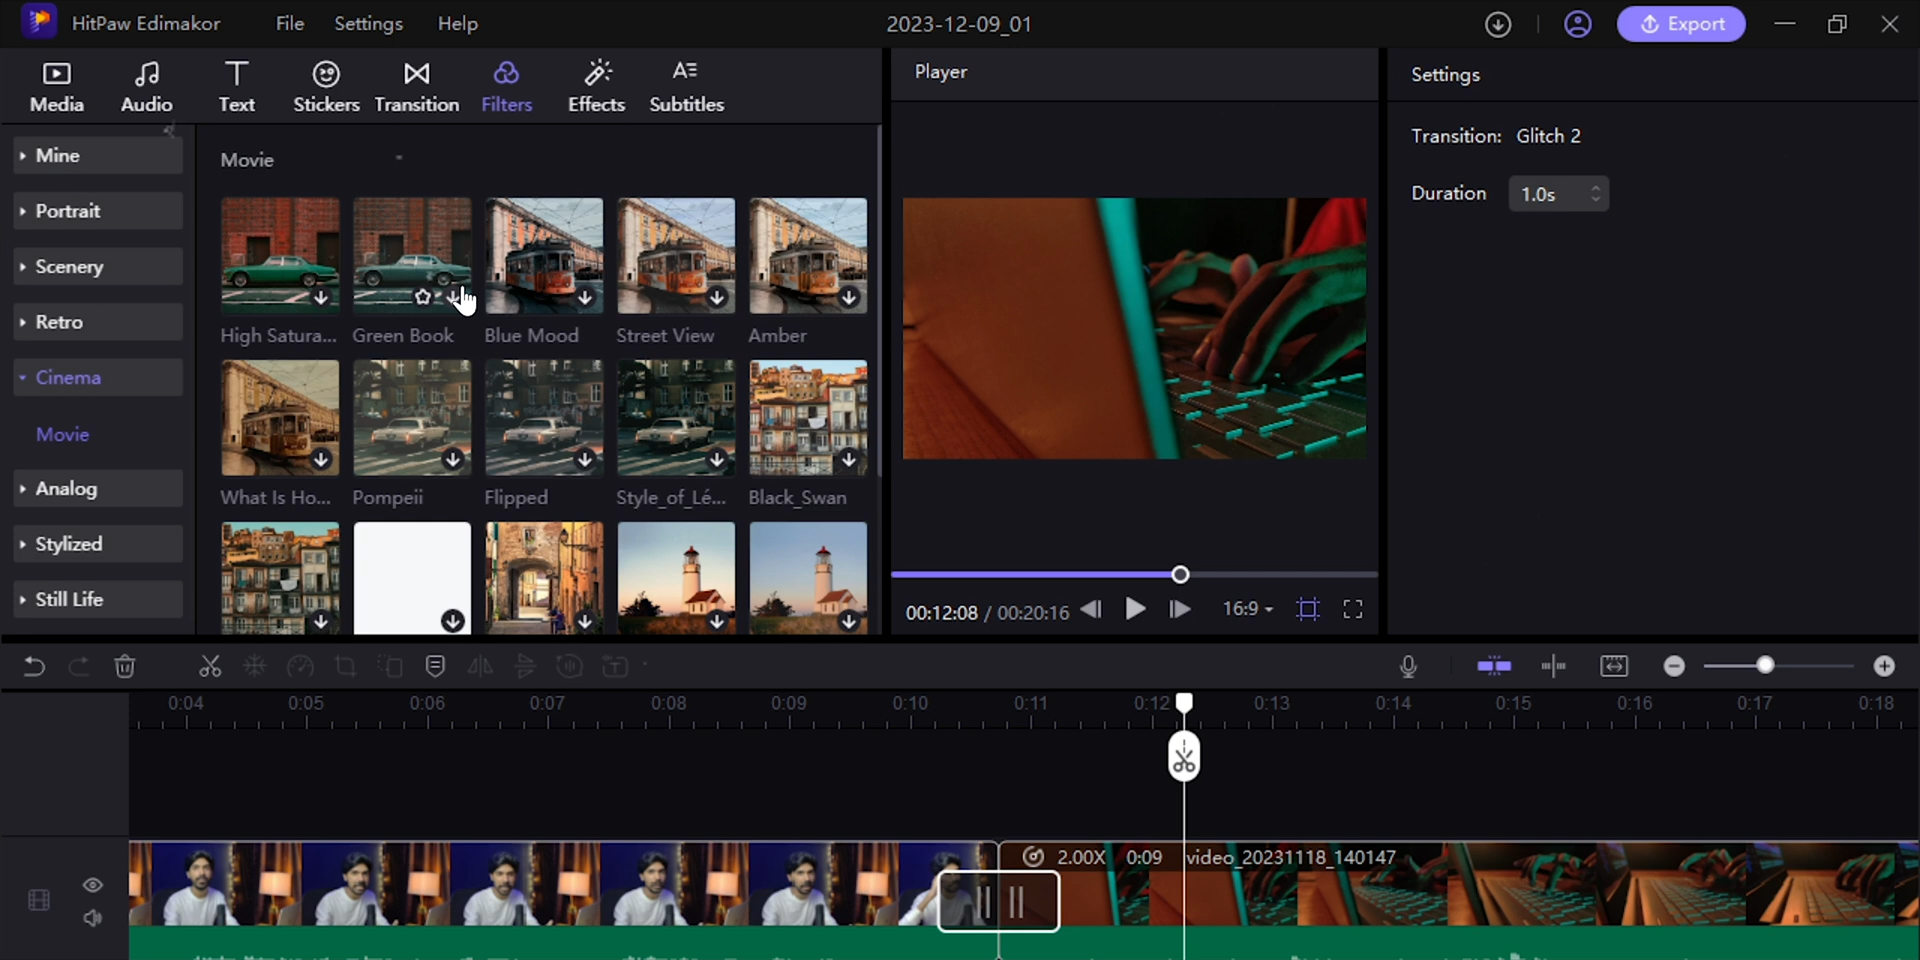 HitPaw Edimakor File Settings Help 2023-12-09_01 Export
Media Audio Text Stickers Transition Filters Effects Subtitles
Mine
Portrait
Scenery
Retro
Cinema
Movie
Analog
Stylized
Still Life
Movie
High Satura... Green Book Blue Mood Street View Amber
What Is Ho... Pompeii Flipped Style_of_Lé... Black_Swan
Player
00:12:08 / 00:20:16 16:9
Settings
Transition: Glitch 2
Duration 1.0s
0:04 0:05 0:06 0:07 0:08 0:09 0:10 0:11 0:12 0:13 0:14 0:15 0:16 0:17 0:18
2.00X 0:09 video_20231118_140147